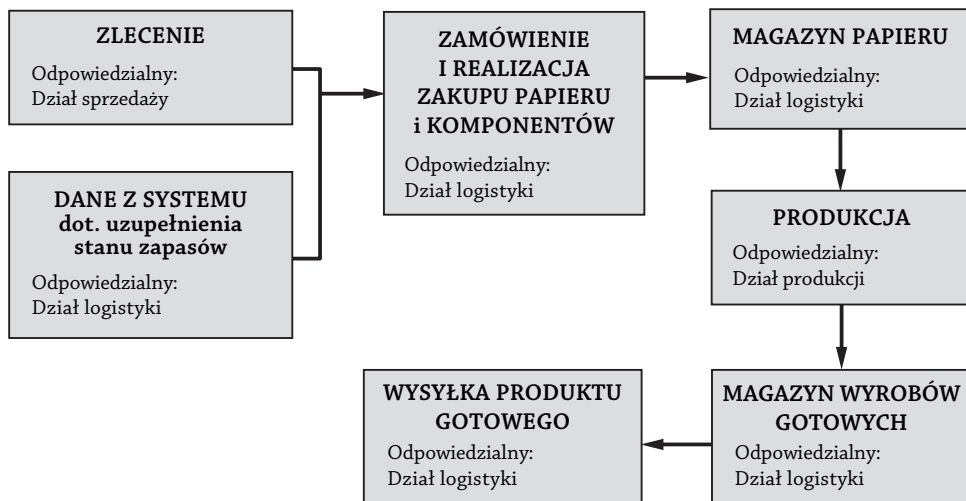 ZLECENIE
Odpowiedzialny:
Dział sprzedaży
DANE Z SYSTEMU
dot. uzupełnienia
stanu zapasów
Odpowiedzialny:
Dział logistyki
ZAMÓWIENIE
I REALIZACJA
ZAKUPU PAPIERU
i KOMPONENTÓW
Odpowiedzialny:
Dział logistyki
MAGAZYN PAPIERU
Odpowiedzialny:
Dział logistyki
PRODUKCJA
Odpowiedzialny:
Dział produkcji
MAGAZYN WYROBÓW
GOTOWYCH
Odpowiedzialny:
Dział logistyki
WYSYŁKA PRODUKTU
GOTOWEGO
Odpowiedzialny:
Dział logistyki